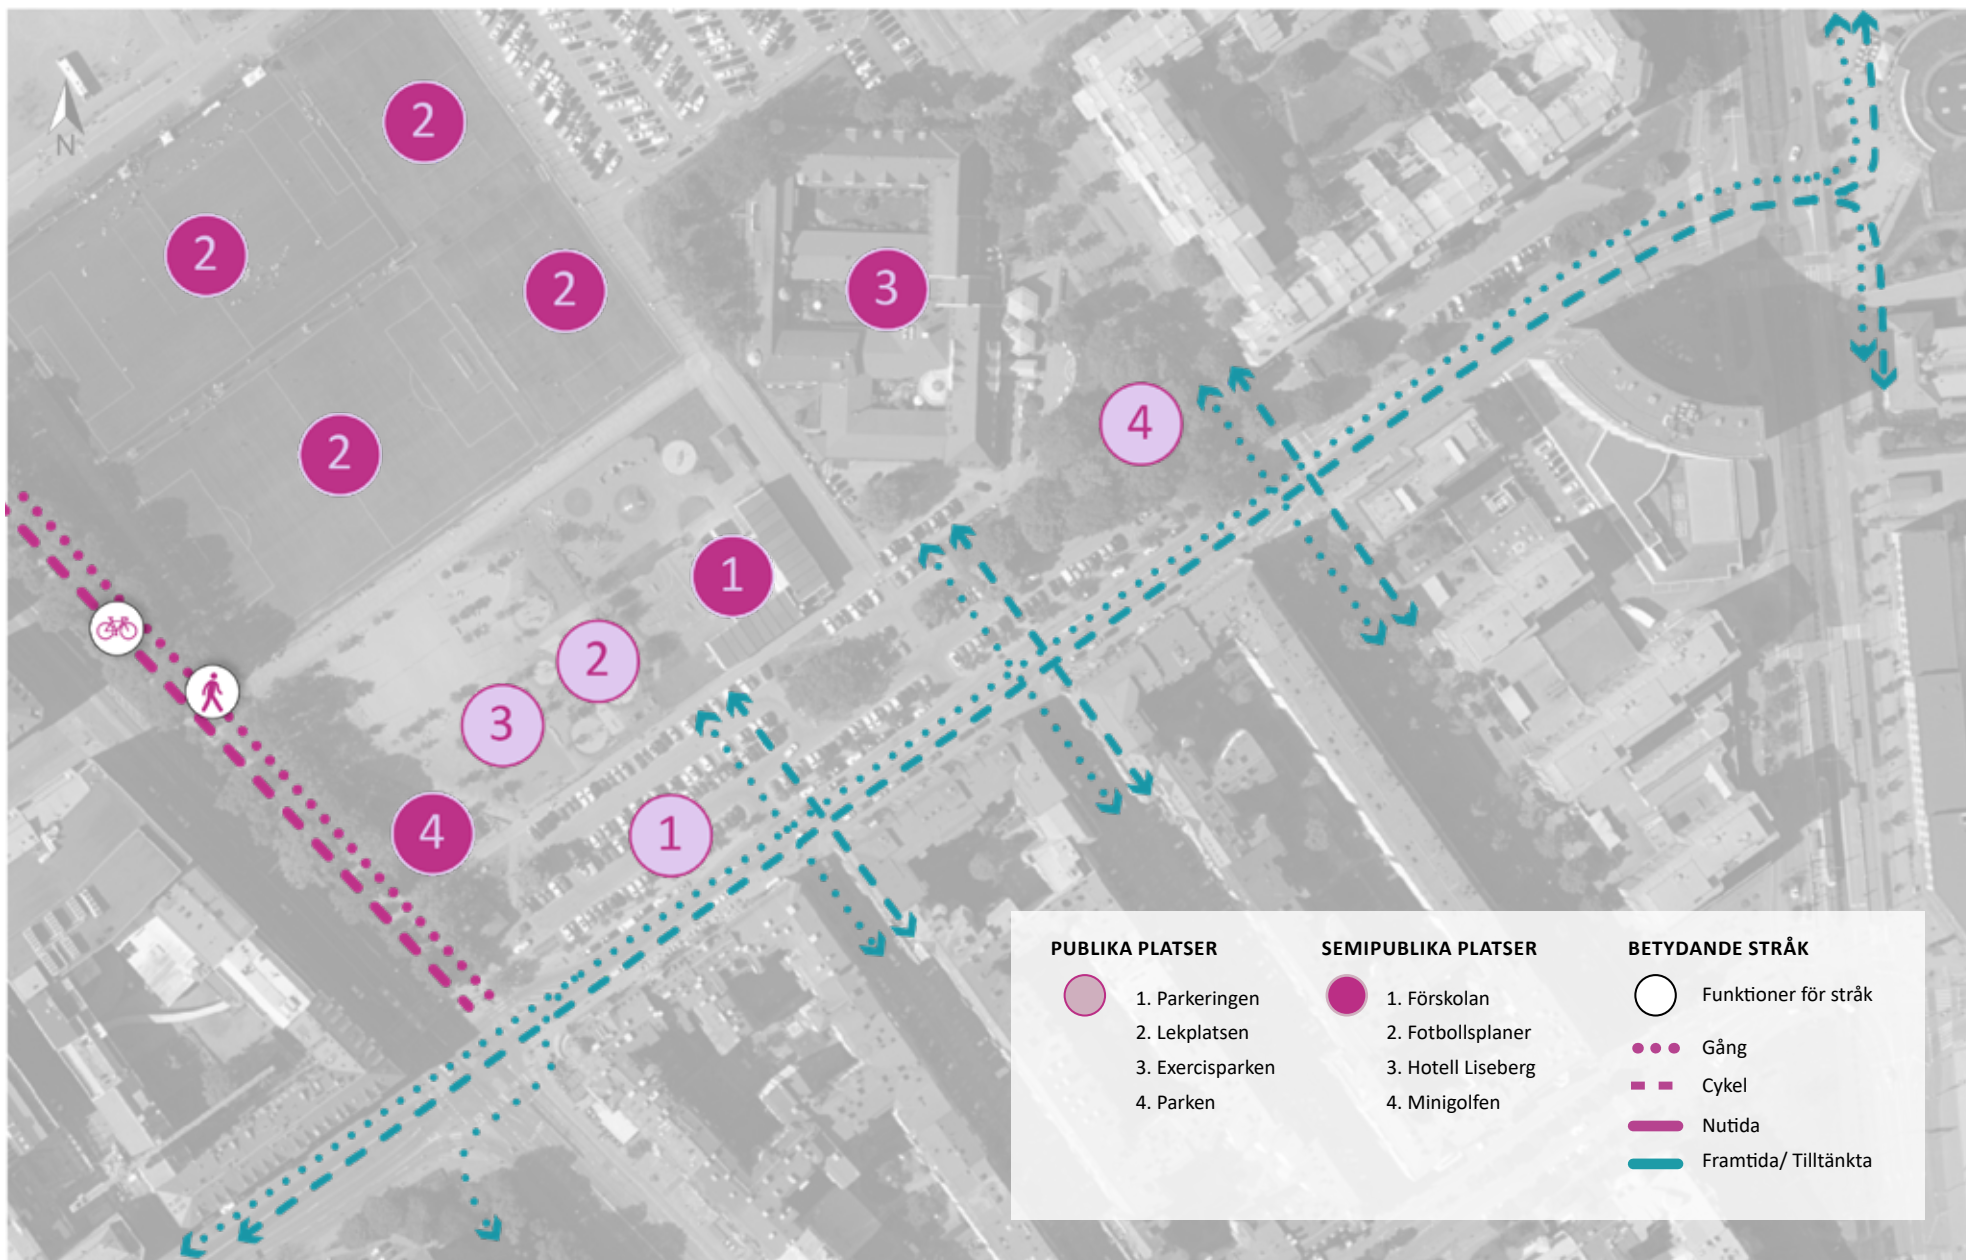 N
2
2
2
3
2
4
1
2
3
4
1
PUBLIKA PLATSER
1. Parkeringen
2. Lekplatsen
3. Exercisparken
4. Parken
SEMIPUBLIKA PLATSER
1. Förskolan
2. Fotbollsplaner
3. Hotell Liseberg
4. Minigolfen
BETYDANDE STRÅK
Funktioner för stråk
Gång
Cykel
Nutida
Framtida/ Tilltänkta